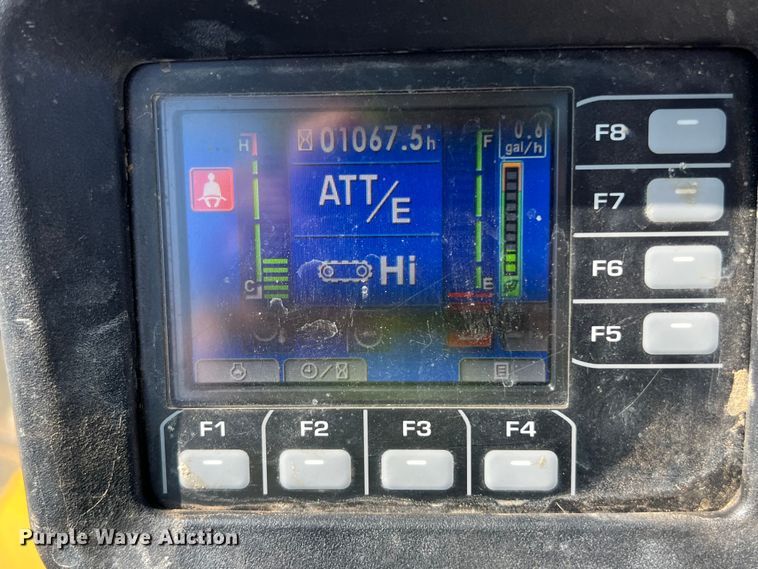 H 01067.5h F 0.6
gal/h
ATT/E
Hi
C E
F8
F7
F6
F5
F1 F2 F3 F4
Purple Wave Auction